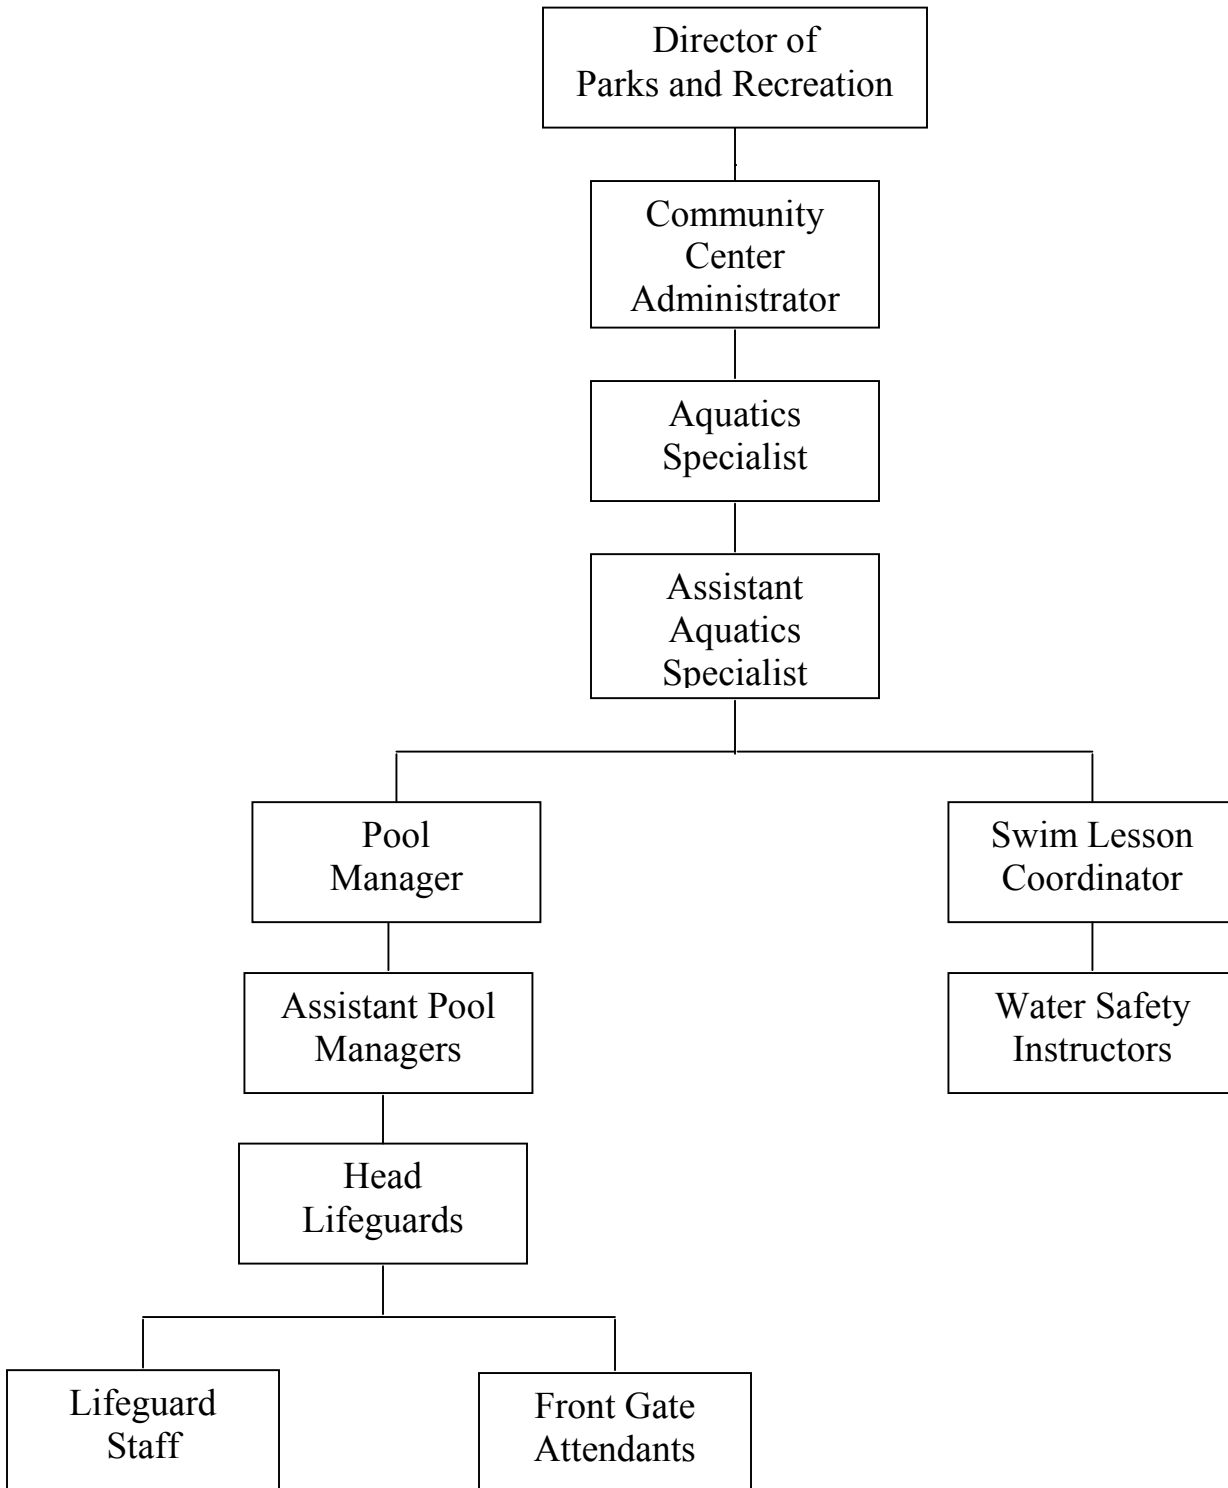 Director of
Parks and Recreation
Community
Center
Administrator
Aquatics
Specialist
Assistant
Aquatics
Specialist
Pool
Manager
Swim Lesson
Coordinator
Assistant Pool
Managers
Water Safety
Instructors
Head
Lifeguards
Lifeguard
Staff
Front Gate
Attendants